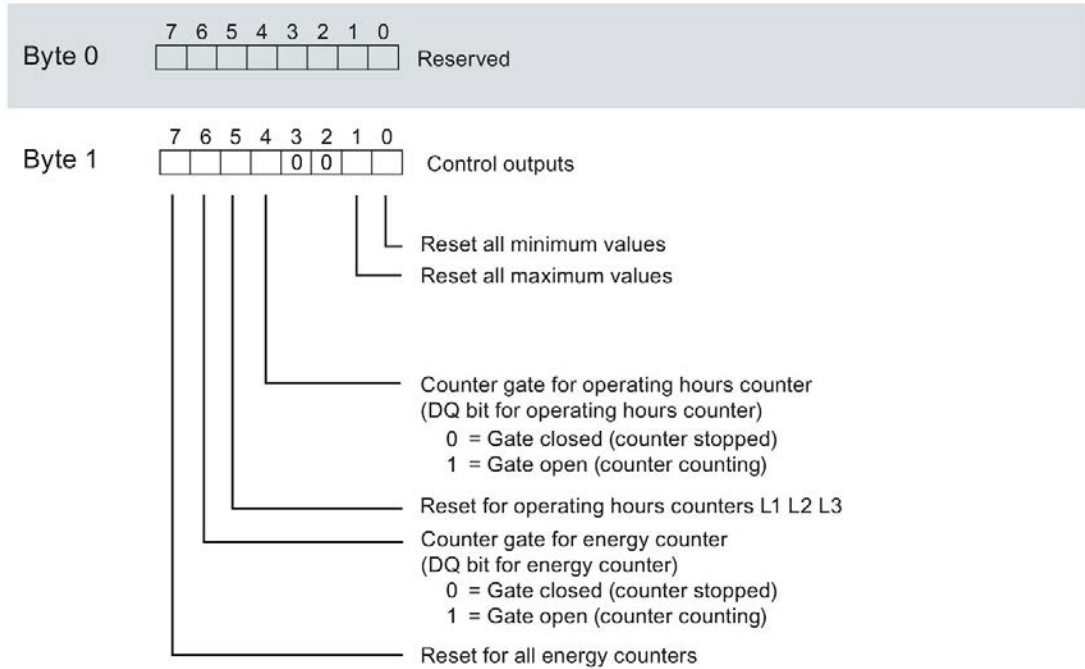 7 6 5 4 3 2 1 0
Byte 0 Reserved
7 6 5 4 3 2 1 0
Byte 1 0 0 Control outputs
Reset all minimum values
Reset all maximum values
Counter gate for operating hours counter
(DQ bit for operating hours counter)
0 = Gate closed (counter stopped)
1 = Gate open (counter counting)
Reset for operating hours counters L1 L2 L3
Counter gate for energy counter
(DQ bit for energy counter)
0 = Gate closed (counter stopped)
1 = Gate open (counter counting)
Reset for all energy counters